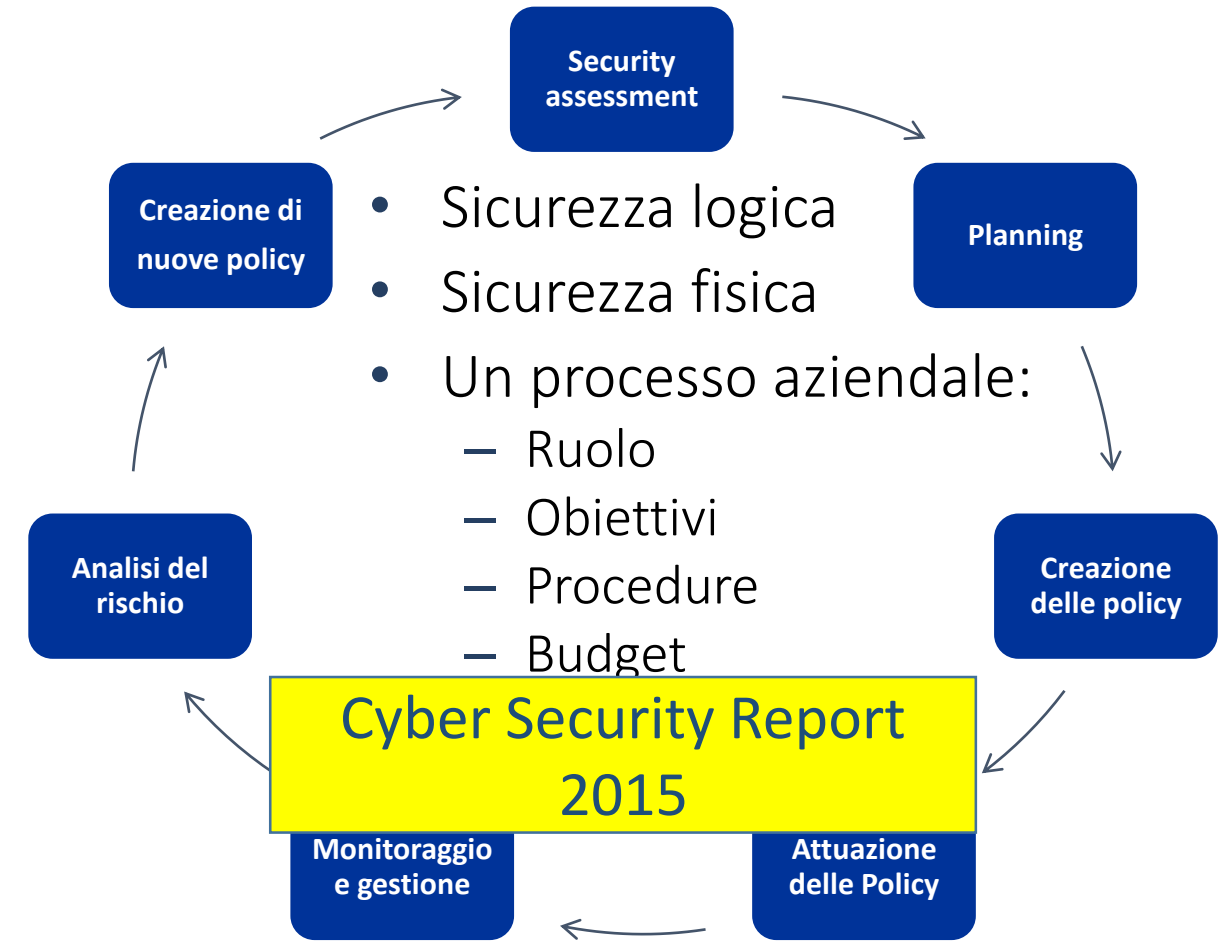 Security
assessment
Planning
Creazione
delle policy
Attuazione
delle Policy
Monitoraggio
e gestione
Analisi del
rischio
Creazione di
nuove policy
• Sicurezza logica
• Sicurezza fisica
• Un processo aziendale:
– Ruolo
– Obiettivi
– Procedure
– Budget
Cyber Security Report
2015